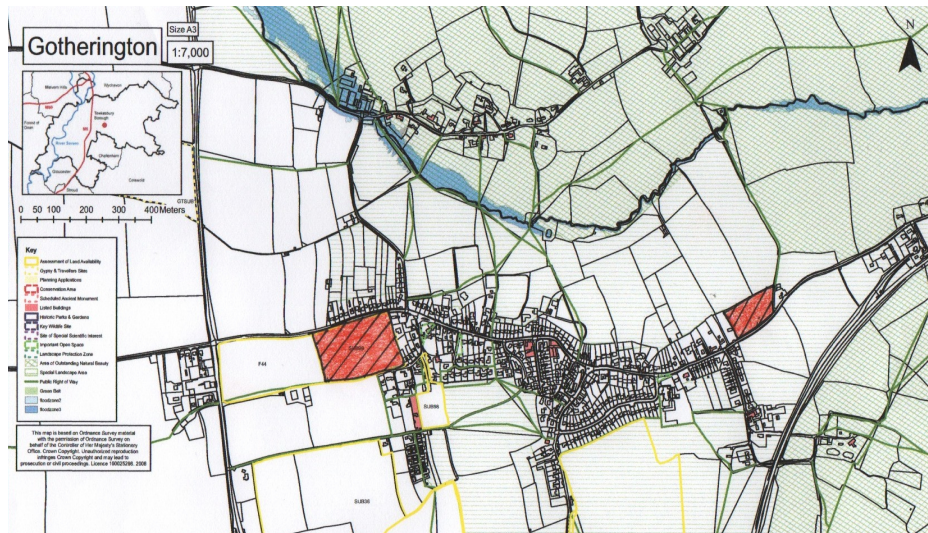 Gotherington
Size A3
1:7,000
N
Malvern Hills
Wychavon
M50
Forest of
Dean
Tewkesbury
Borough
M5
River Severn
Cheltenham
Gloucester
Cotswold
Stroud
0 50 100 200 300 400 Meters
Key
Assessment of Land Availability
Gypsy & Travellers Sites
Planning Applications
Conservation Area
Scheduled Ancient Monument
Listed Buildings
Historic Parks & Gardens
Key Wildlife Site
Site of Special Scientific Interest
Important Open Space
Landscape Protection Zone
Area of Outstanding Natural Beauty
Special Landscape Area
Public Right of Way
Green Belt
floodzone2
floodzone3
This map is based on Ordnance Survey material
with the permission of Ordnance Survey on
behalf of the Controller of Her Majesty's Stationery
Office. Crown Copyright. Unauthorized reproduction
infringes Crown Copyright and may lead to
prosecution or civil proceedings. Licence 100025266. 2008
F44
SUB36